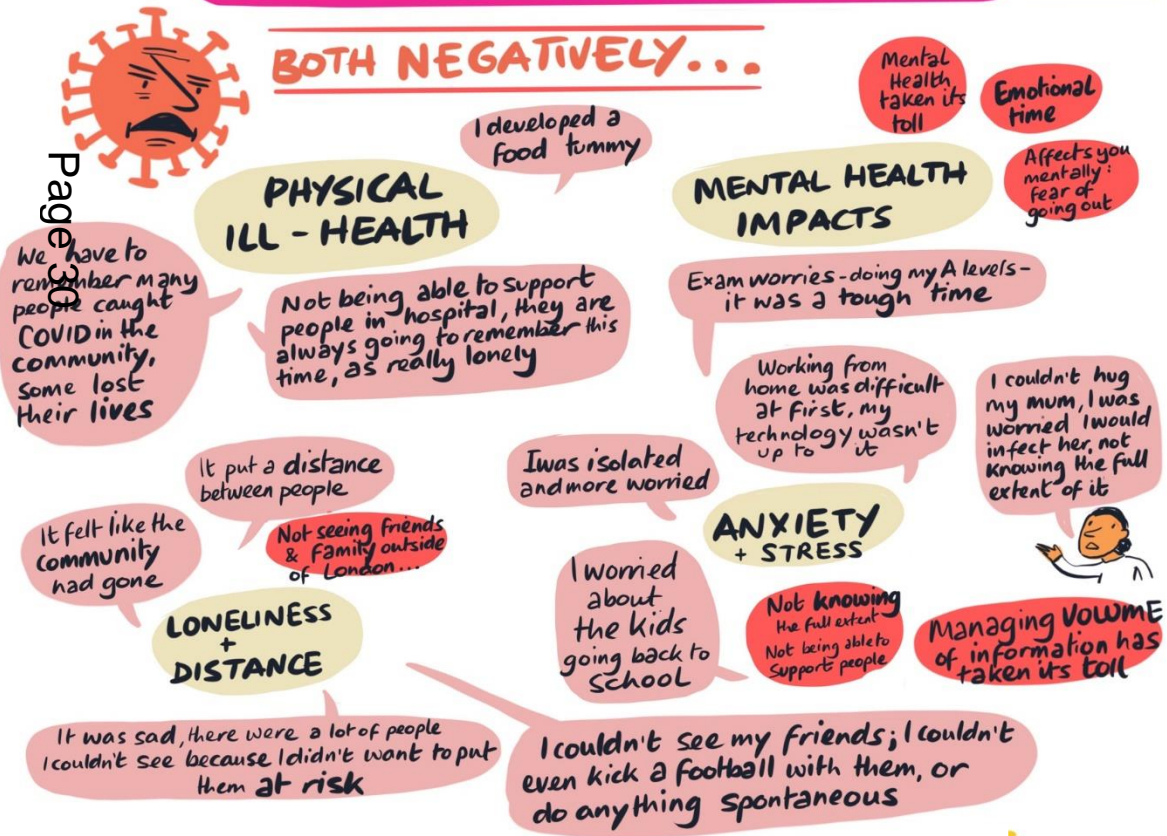 BOTH NEGATIVELY...
Mental
Health
taken its
toll
Emotional
time
Affects you
mentally:
fear of
going out
I developed a
food tummy
PHYSICAL
ILL - HEALTH
MENTAL HEALTH
IMPACTS
Page 30
We have to
remember many
people caught
COVID in the
community,
some lost
their lives
Not being able to support
people in hospital, they are
always going to remember this
time, as really lonely
Exam worries - doing my A levels -
it was a tough time
Working from
home was difficult
at first, my
technology wasn't
up to it
I couldn't hug
my mum, I was
worried I would
infect her, not
knowing the full
extent of it
It put a distance
between people
It felt like the
community
had gone
Not seeing friends
& family outside
of London...
LONELINESS
+
DISTANCE
I was isolated
and more worried
ANXIETY
+ STRESS
I worried
about
the kids
going back to
school
Not knowing
the full extent
Not being able to
support people
Managing VOLUME
of information has
taken its toll
It was sad, there were a lot of people
I couldn't see because I didn't want to put
them at risk
I couldn't see my friends; I couldn't
even kick a football with them, or
do anything spontaneous